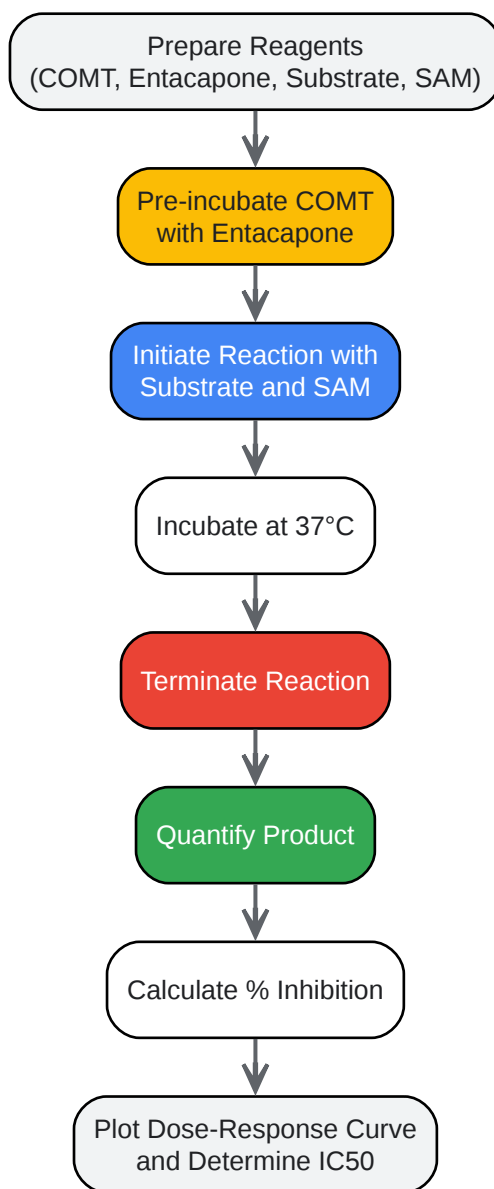 Prepare Reagents
(COMT, Entacapone, Substrate, SAM)
Pre-incubate COMT
with Entacapone
Initiate Reaction with
Substrate and SAM
Incubate at 37°C
Terminate Reaction
Quantify Product
Calculate % Inhibition
Plot Dose-Response Curve
and Determine IC50